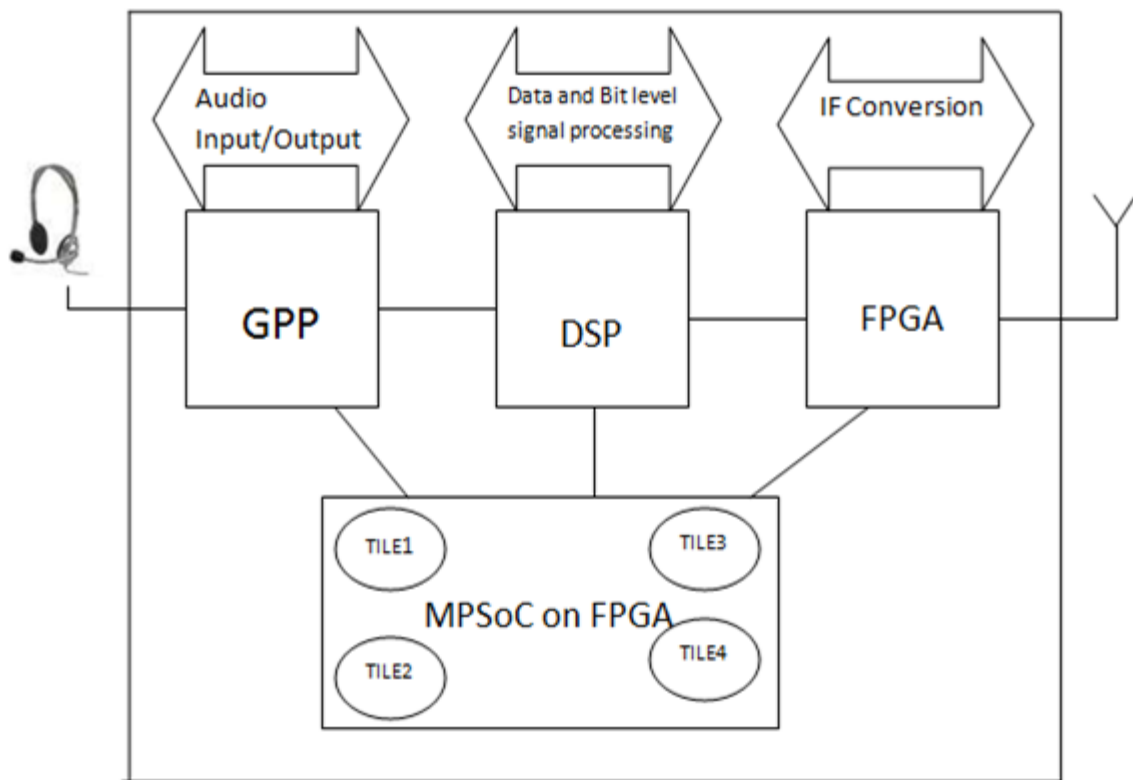 Audio
Input/Output
Data and Bit level
signal processing
IF Conversion
GPP
DSP
FPGA
TILE1
TILE3
MPSoC on FPGA
TILE2
TILE4